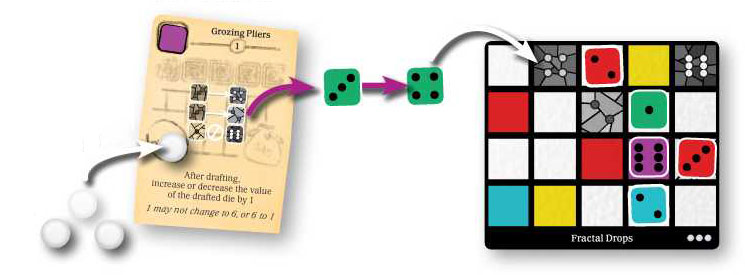 Grozing Pliers
1
After drafting,
increase or decrease the value
of the drafted die by 1
1 may not change to 6, or 6 to 1
Fractal Drops